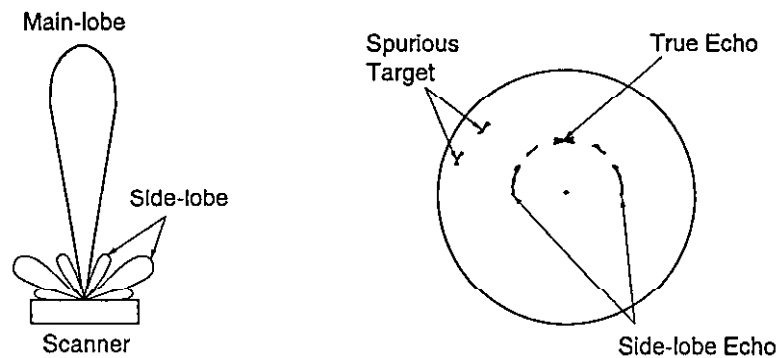 Main-lobe
Side-lobe
Scanner
Spurious
Target
True Echo
Side-lobe Echo